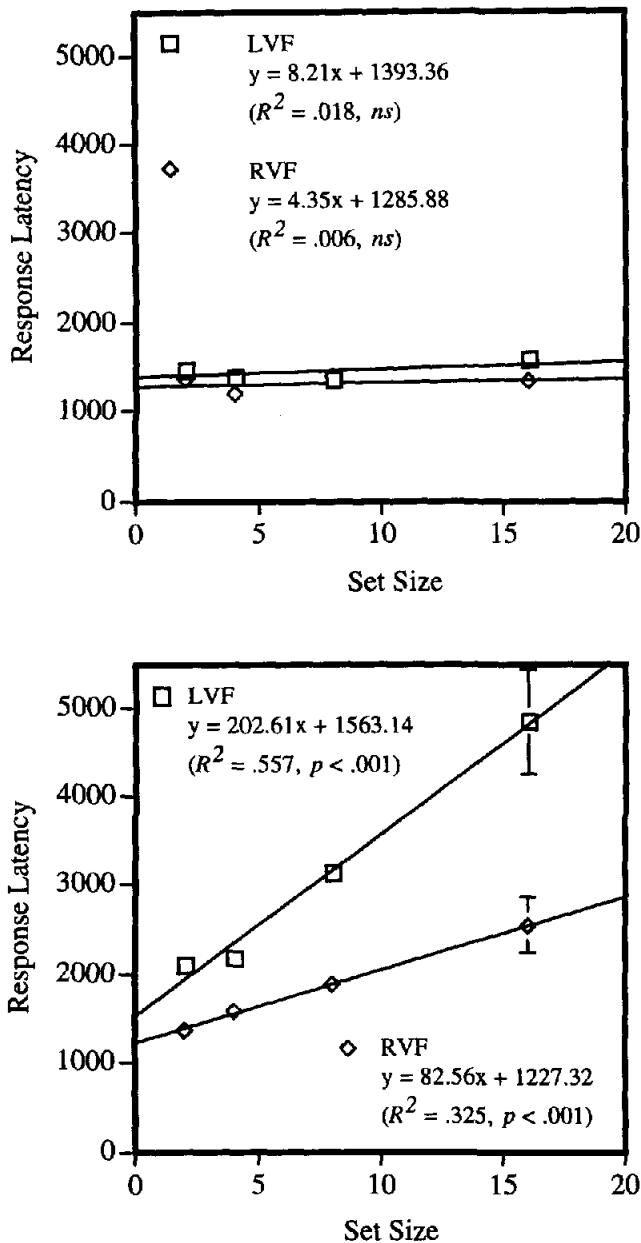 LVF
y = 8.21x + 1393.36
(R² = .018, ns)
RVF
y = 4.35x + 1285.88
(R² = .006, ns)
Response Latency
5000
4000
3000
2000
1000
0
0 5 10 15 20
Set Size
LVF
y = 202.61x + 1563.14
(R² = .557, p < .001)
RVF
y = 82.56x + 1227.32
(R² = .325, p < .001)
Response Latency
5000
4000
3000
2000
1000
0
0 5 10 15 20
Set Size